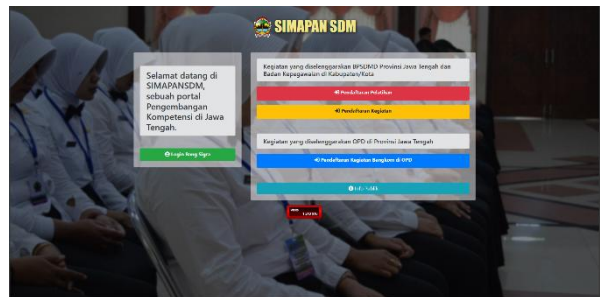 SIMAPAN SDM
Selamat datang di
SIMAPANSDM,
sebuah portal
Pengembangan
Kompetensi di Jawa
Tengah.
Login Bang Sigra
Kegiatan yang diselenggarakan BPSDMD Provinsi Jawa Tengah dan
Badan Kepegawaian di Kabupaten/Kota
Pendaftaran Pelatihan
Pendaftaran Kegiatan
Kegiatan yang diselenggarakan OPD di Provinsi Jawa Tengah
Pendaftaran Kegiatan Bangkom di OPD